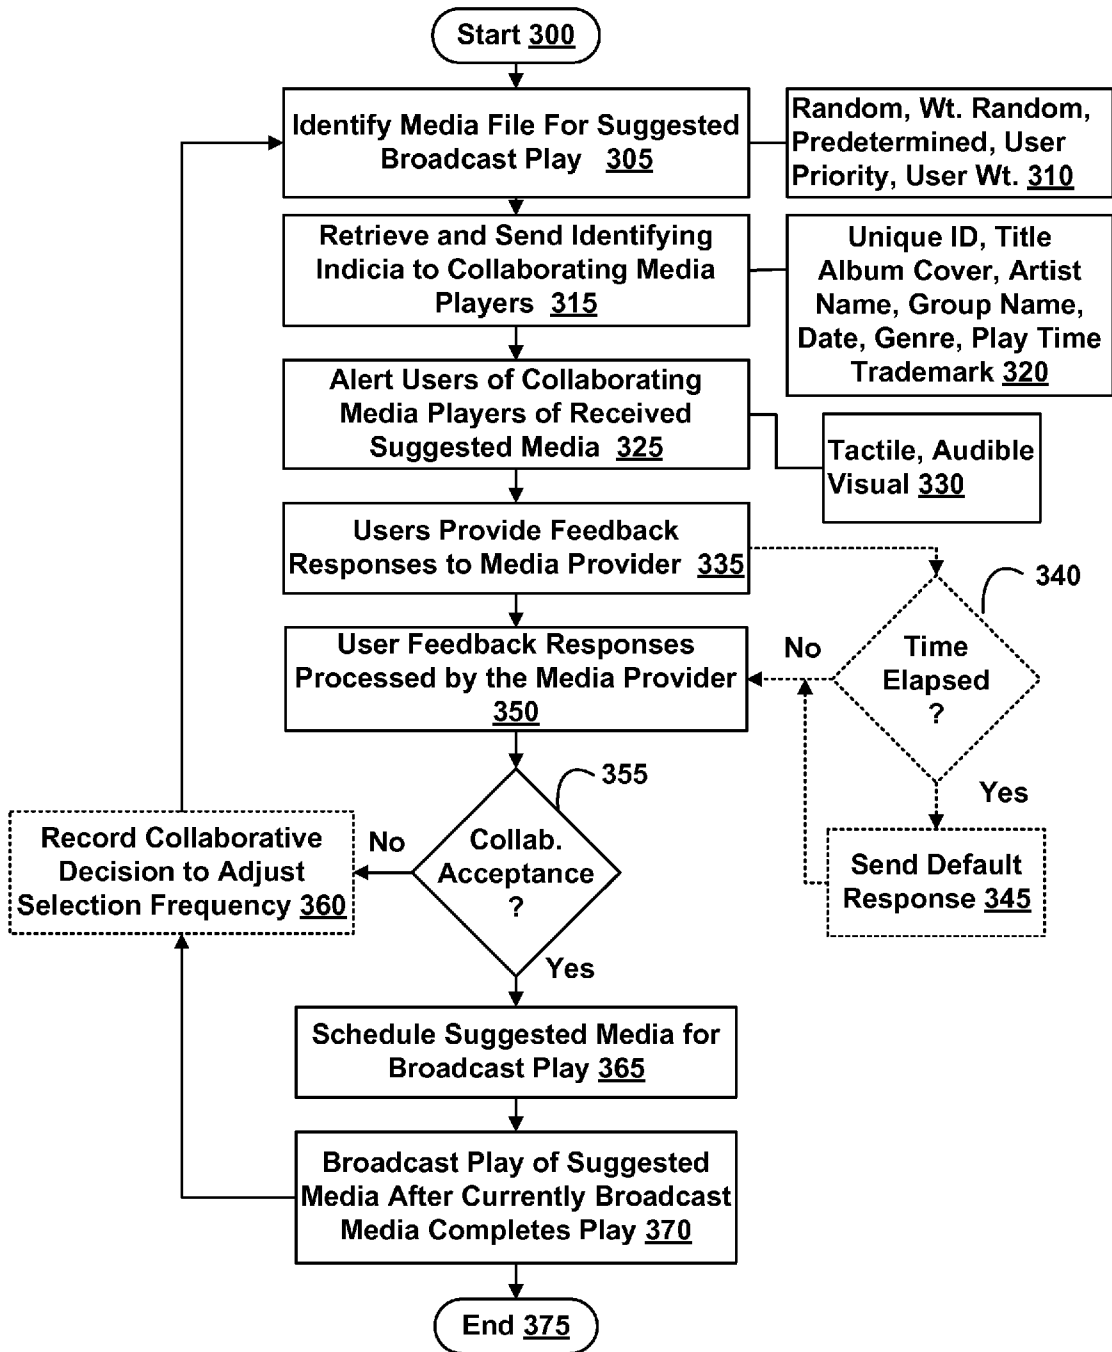 Start 300
Identify Media File For Suggested
Broadcast Play 305
Random, Wt. Random,
Predetermined, User
Priority, User Wt. 310
Retrieve and Send Identifying
Indicia to Collaborating Media
Players 315
Unique ID, Title
Album Cover, Artist
Name, Group Name,
Date, Genre, Play Time
Trademark 320
Alert Users of Collaborating
Media Players of Received
Suggested Media 325
Tactile, Audible
Visual 330
Users Provide Feedback
Responses to Media Provider 335
340
Time
Elapsed
?
No
Yes
Send Default
Response 345
User Feedback Responses
Processed by the Media Provider
350
355
Collab.
Acceptance
?
No
Yes
Record Collaborative
Decision to Adjust
Selection Frequency 360
Schedule Suggested Media for
Broadcast Play 365
Broadcast Play of Suggested
Media After Currently Broadcast
Media Completes Play 370
End 375